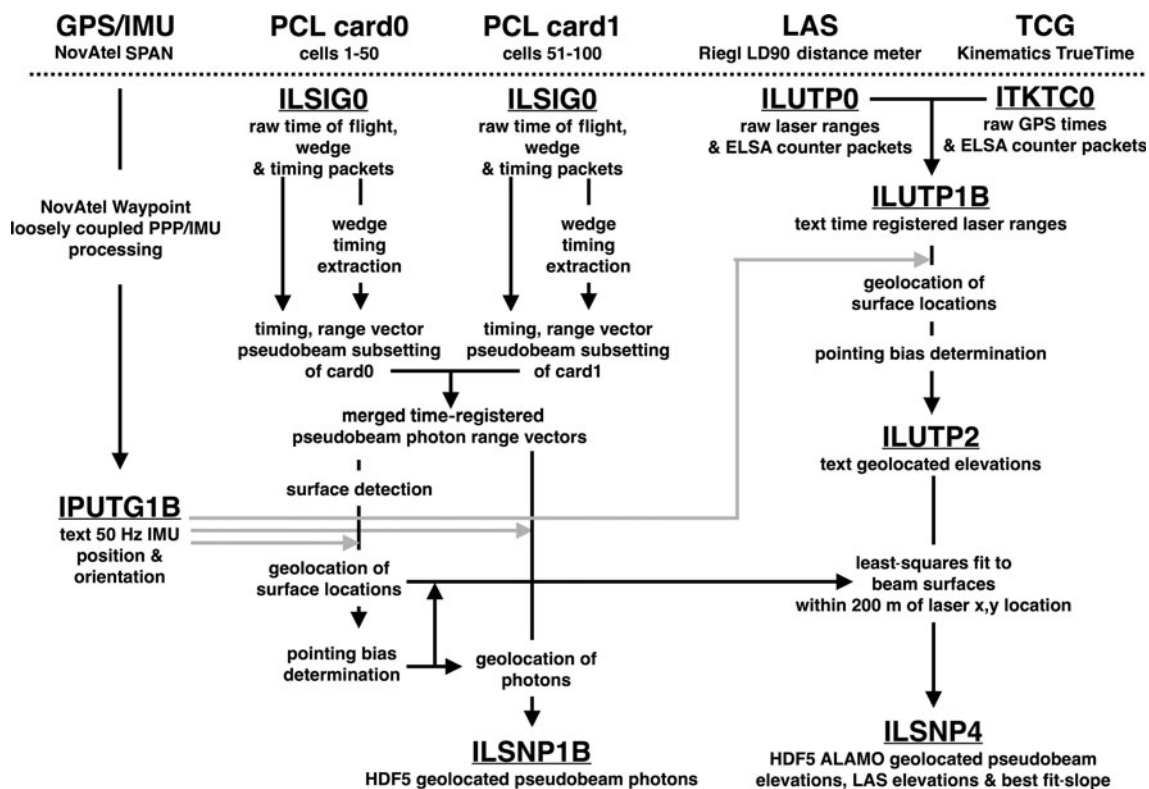 GPS/IMU
NovAtel SPAN
PCL card0
cells 1-50
PCL card1
cells 51-100
LAS
Riegl LD90 distance meter
TCG
Kinematics TrueTime
ILSIG0
raw time of flight,
wedge
& timing packets
ILSIG0
raw time of flight,
wedge
& timing packets
ILUTP0
raw laser ranges
& ELSA counter packets
ITKTC0
raw GPS times
& ELSA counter packets
NovAtel Waypoint
loosely coupled PPP/IMU
processing
wedge
timing
extraction
wedge
timing
extraction
ILUTP1B
text time registered laser ranges
geolocation of
surface locations
pointing bias determination
timing, range vector
pseudobeam subsetting
of card0
timing, range vector
pseudobeam subsetting
of card1
merged time-registered
pseudobeam photon range vectors
ILUTP2
text geolocated elevations
surface detection
IPUTG1B
text 50 Hz IMU
position &
orientation
geolocation of
surface locations
least-squares fit to
beam surfaces
within 200 m of laser x,y location
pointing bias
determination
geolocation of
photons
ILSNP1B
HDF5 geolocated pseudobeam photons
ILSNP4
HDF5 ALAMO geolocated pseudobeam
elevations, LAS elevations & best fit-slope